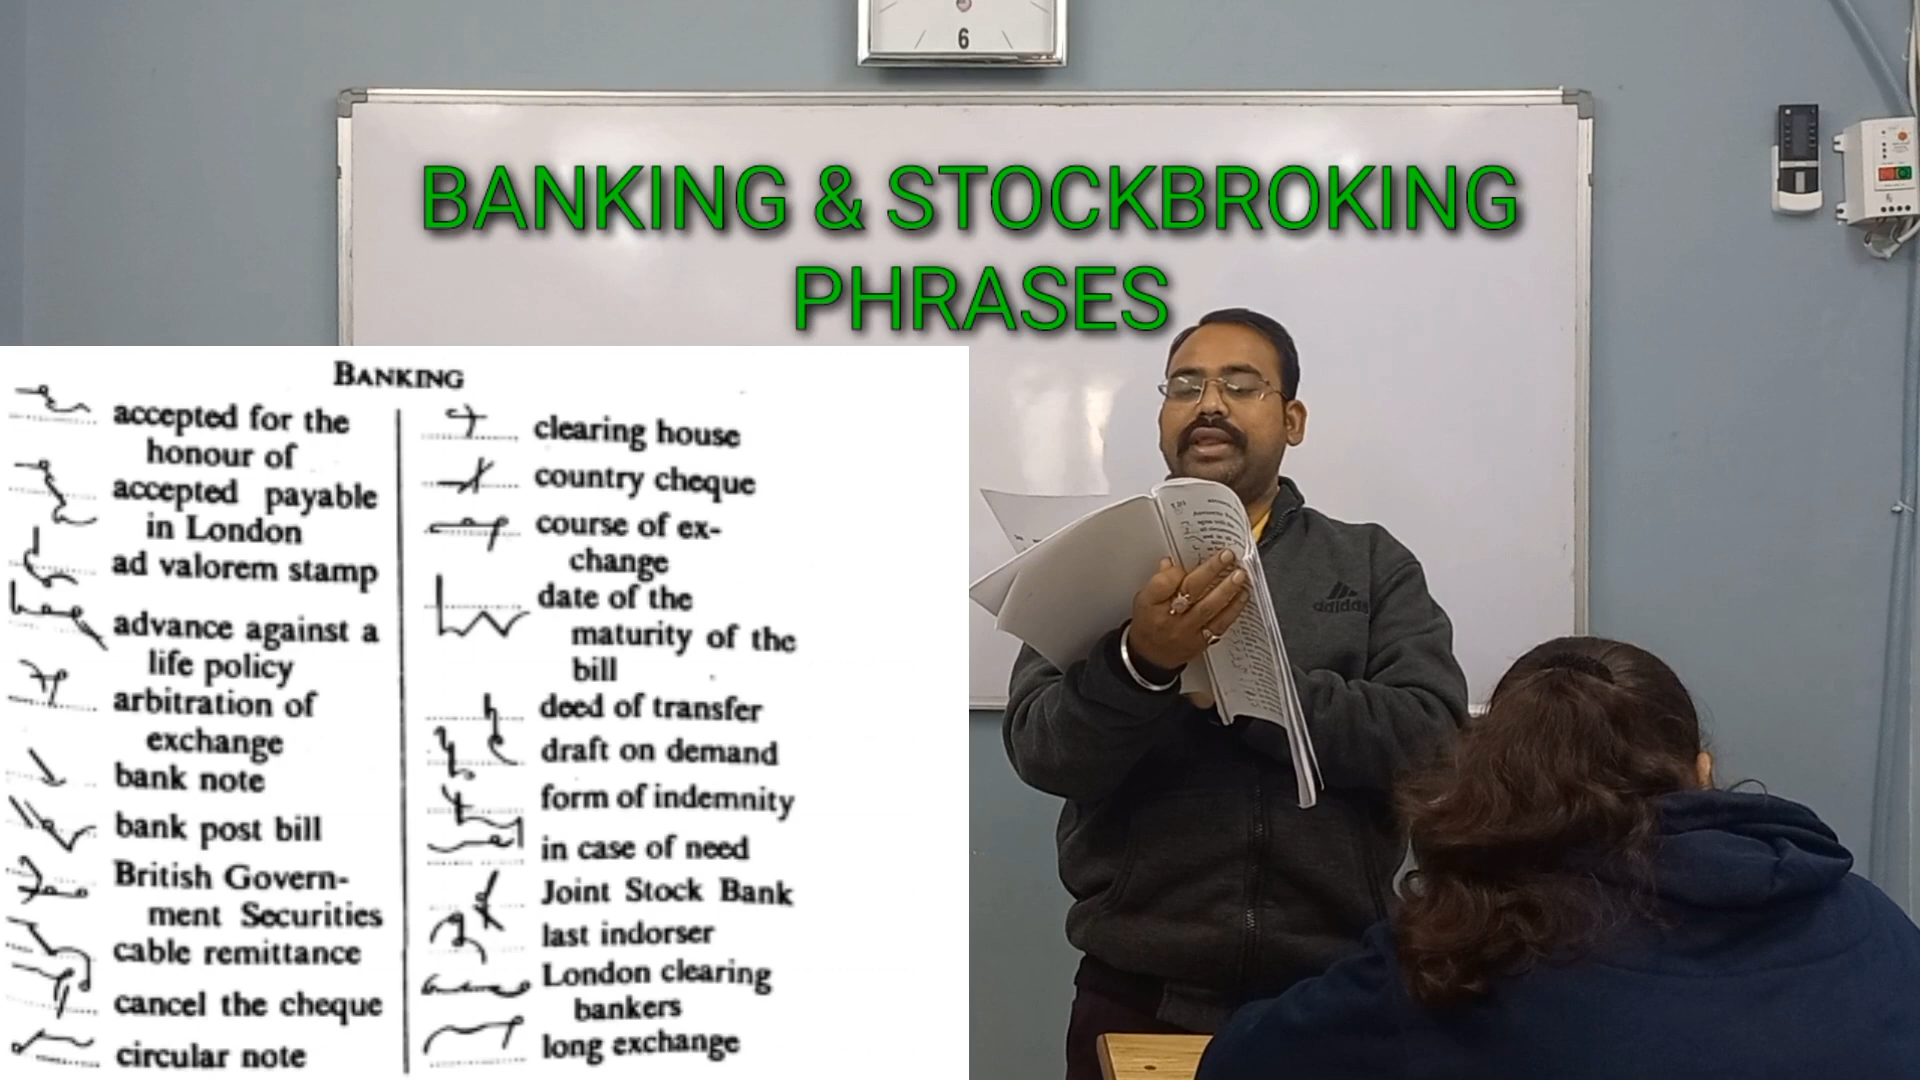 6
BANKING & STOCKBROKING
PHRASES
BANKING
accepted for the
honour of
accepted payable
in London
ad valorem stamp
advance against a
life policy
arbitration of
exchange
bank note
bank post bill
British Govern-
ment Securities
cable remittance
cancel the cheque
circular note
clearing house
country cheque
course of ex-
change
date of the
maturity of the
bill
deed of transfer
draft on demand
form of indemnity
in case of need
Joint Stock Bank
last indorser
London clearing
bankers
long exchange
adidas